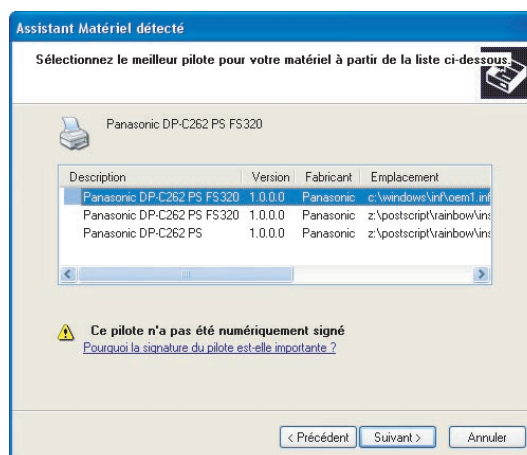 Assistant Matériel détecté
Sélectionnez le meilleur pilote pour votre matériel à partir de la liste ci-dessous.
Panasonic DP-C262 PS FS320
Description Version Fabricant Emplacement
Panasonic DP-C262 PS FS320 1.0.0.0 Panasonic c:\windows\inf\oem1.inf
Panasonic DP-C262 PS FS320 1.0.0.0 Panasonic z:\postscript\rainbow\ins
Panasonic DP-C262 PS 1.0.0.0 Panasonic z:\postscript\rainbow\ins
Ce pilote n'a pas été numériquement signé
Pourquoi la signature du pilote est-elle importante ?
< Précédent Suivant > Annuler